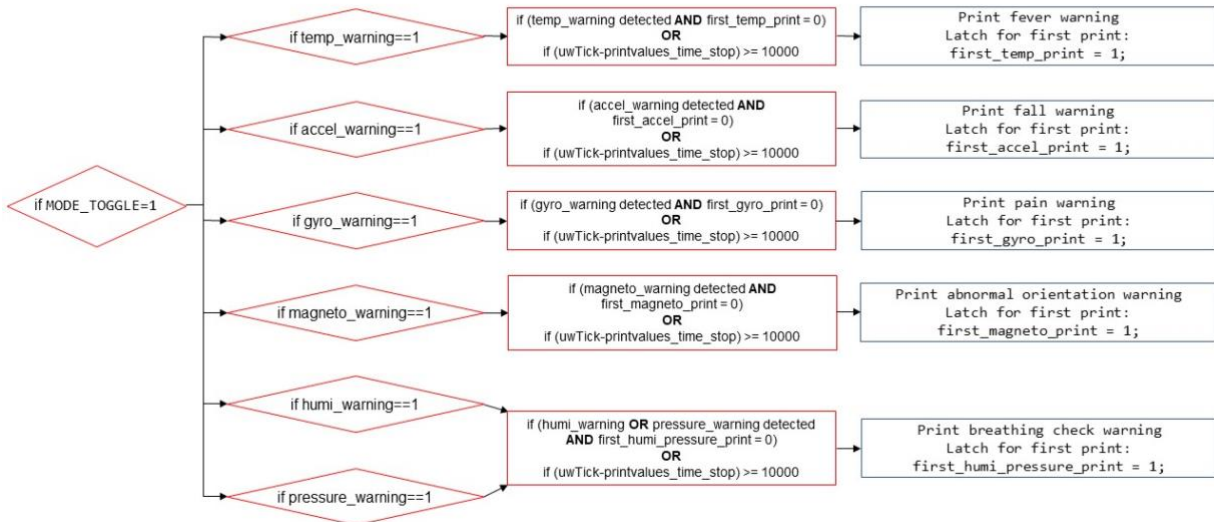 if temp_warning==1
if (temp_warning detected AND first_temp_print = 0)
OR
if (uwTick-printvalues_time_stop) >= 10000
Print fever warning
Latch for first print:
first_temp_print = 1;
if accel_warning==1
if (accel_warning detected AND
first_accel_print = 0)
OR
if (uwTick-printvalues_time_stop) >= 10000
Print fall warning
Latch for first print:
first_accel_print = 1;
if MODE_TOGGLE=1
if gyro_warning==1
if (gyro_warning detected AND first_gyro_print = 0)
OR
if (uwTick-printvalues_time_stop) >= 10000
Print pain warning
Latch for first print:
first_gyro_print = 1;
if magneto_warning==1
if (magneto_warning detected AND
first_magneto_print = 0)
OR
if (uwTick-printvalues_time_stop) >= 10000
Print abnormal orientation warning
Latch for first print:
first_magneto_print = 1;
if humi_warning==1
if pressure_warning==1
if (humi_warning OR pressure_warning detected
AND first_humi_pressure_print = 0)
OR
if (uwTick-printvalues_time_stop) >= 10000
Print breathing check warning
Latch for first print:
first_humi_pressure_print = 1;